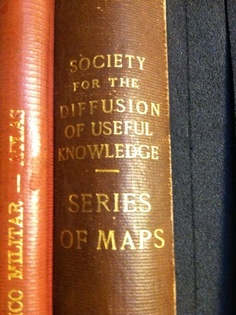 SOCIETY
FOR THE
DIFFUSION
OF USEFUL
KNOWLEDGE
SERIES
OF MAPS
MILITAR — ATLAS